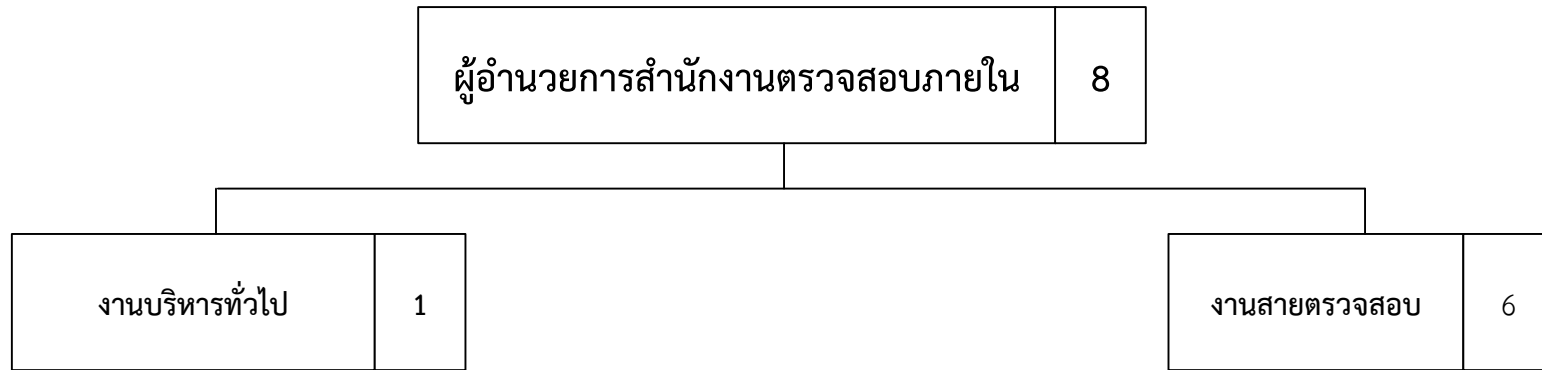 ผู้อำนวยการสำนักงานตรวจสอบภายใน 8
งานบริหารทั่วไป 1
งานสายตรวจสอบ 6